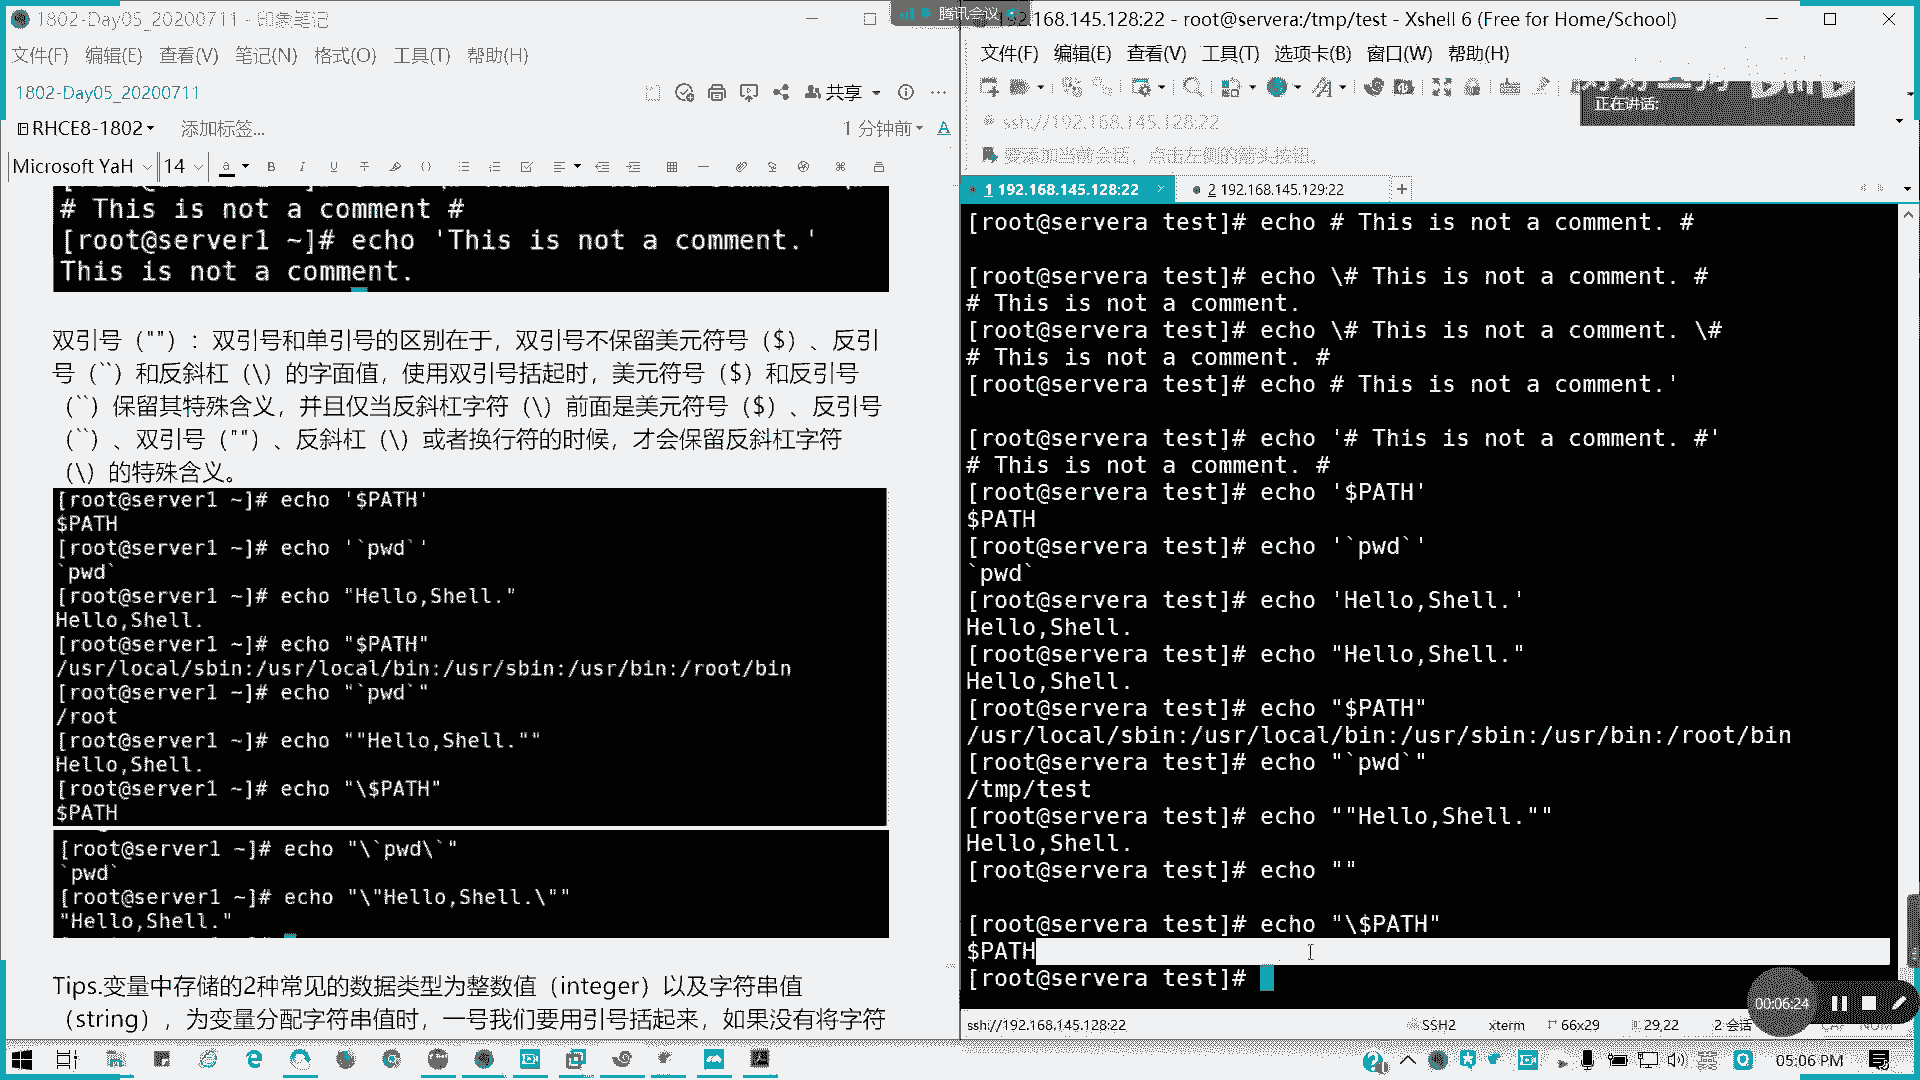 1802-Day05_20200711 - 印象笔记
文件(F) 编辑(E) 查看(V) 笔记(N) 格式(O) 工具(T) 帮助(H)
1802-Day05_20200711
共享
RHCE8-1802
添加标签...
1 分钟前
Microsoft YaH
14
# This is not a comment #
[root@server1 ~]# echo 'This is not a comment.'
This is not a comment.
双引号（""）：双引号和单引号的区别在于，双引号不保留美元符号（$）、反引
号（``）和反斜杠（\）的字面值，使用双引号括起时，美元符号（$）和反引号
（``）保留其特殊含义，并且仅当反斜杠字符（\）前面是美元符号（$）、反引号
（``）、双引号（""）、反斜杠（\）或者换行符的时候，才会保留反斜杠字符
（\）的特殊含义。
[root@server1 ~]# echo '$PATH'
$PATH
[root@server1 ~]# echo '`pwd`'
`pwd`
[root@server1 ~]# echo "Hello,Shell."
Hello,Shell.
[root@server1 ~]# echo "$PATH"
/usr/local/sbin:/usr/local/bin:/usr/sbin:/usr/bin:/root/bin
[root@server1 ~]# echo "`pwd`"
/root
[root@server1 ~]# echo ""Hello,Shell.""
Hello,Shell.
[root@server1 ~]# echo "\$PATH"
$PATH
[root@server1 ~]# echo "\`pwd\`"
`pwd`
[root@server1 ~]# echo "\"Hello,Shell.\""
"Hello,Shell."
Tips.变量中存储的2种常见的数据类型为整数值（integer）以及字符串值
（string），为变量分配字符串值时，一号我们要用引号括起来，如果没有将字符
腾讯会议
192.168.145.128:22 - root@servera:/tmp/test - Xshell 6 (Free for Home/School)
文件(F) 编辑(E) 查看(V) 工具(T) 选项卡(B) 窗口(W) 帮助(H)
正在讲话:
ssh://192.168.145.128:22
要添加当前会话，点击左侧的箭头按钮。
1 192.168.145.128:22
2 192.168.145.129:22
[root@servera test]# echo # This is not a comment. #
[root@servera test]# echo \# This is not a comment. #
# This is not a comment.
[root@servera test]# echo \# This is not a comment. \#
# This is not a comment. #
[root@servera test]# echo # This is not a comment.'
[root@servera test]# echo '# This is not a comment. #'
# This is not a comment. #
[root@servera test]# echo '$PATH'
$PATH
[root@servera test]# echo '`pwd`'
`pwd`
[root@servera test]# echo 'Hello,Shell.'
Hello,Shell.
[root@servera test]# echo "Hello,Shell."
Hello,Shell.
[root@servera test]# echo "$PATH"
/usr/local/sbin:/usr/local/bin:/usr/sbin:/usr/bin:/root/bin
[root@servera test]# echo "`pwd`"
/tmp/test
[root@servera test]# echo ""Hello,Shell.""
Hello,Shell.
[root@servera test]# echo ""
[root@servera test]# echo "\$PATH"
$PATH
[root@servera test]#
00:06:24
ssh://192.168.145.128:22
SSH2 xterm 66x29 29,22 2 会话 CAP NUM
05:06 PM